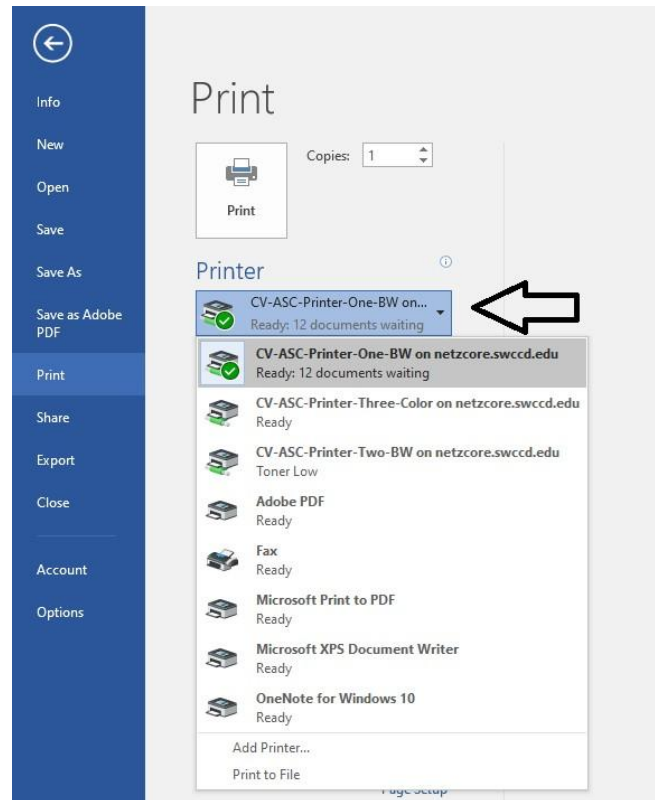 Info
New
Open
Save
Save As
Save as Adobe
PDF
Print
Share
Export
Close
Account
Options
Print
Copies: 1
Print
Printer
CV-ASC-Printer-One-BW on...
Ready: 12 documents waiting
CV-ASC-Printer-One-BW on netzcore.swccd.edu
Ready: 12 documents waiting
CV-ASC-Printer-Three-Color on netzcore.swccd.edu
Ready
CV-ASC-Printer-Two-BW on netzcore.swccd.edu
Toner Low
Adobe PDF
Ready
Fax
Ready
Microsoft Print to PDF
Ready
Microsoft XPS Document Writer
Ready
OneNote for Windows 10
Ready
Add Printer...
Print to File
Page Setup